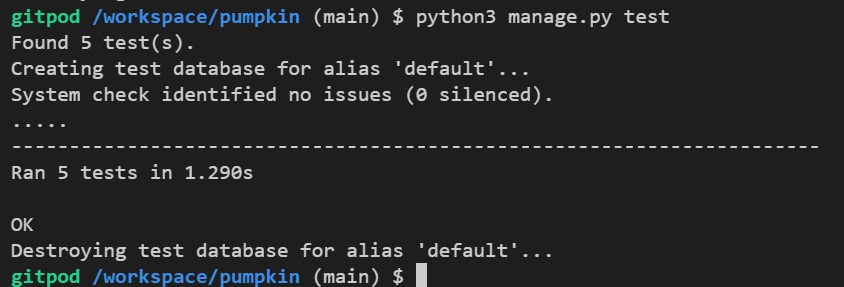 gitpod /workspace/pumpkin (main) $ python3 manage.py test
Found 5 test(s).
Creating test database for alias 'default'...
System check identified no issues (0 silenced).
.....
----------------------------------------------------------------------
Ran 5 tests in 1.290s
OK
Destroying test database for alias 'default'...
gitpod /workspace/pumpkin (main) $